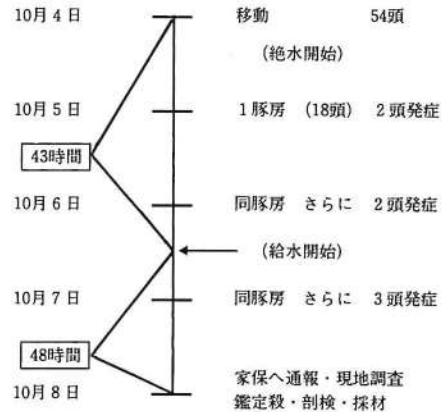 10月4日 移動 54頭
(絶水開始)
10月5日 1豚房 (18頭) 2頭発症
43時間
10月6日 同豚房 さらに 2頭発症
(給水開始)
10月7日 同豚房 さらに 3頭発症
48時間
家保へ通報・現地調査
10月8日 鑑定殺・剖検・採材